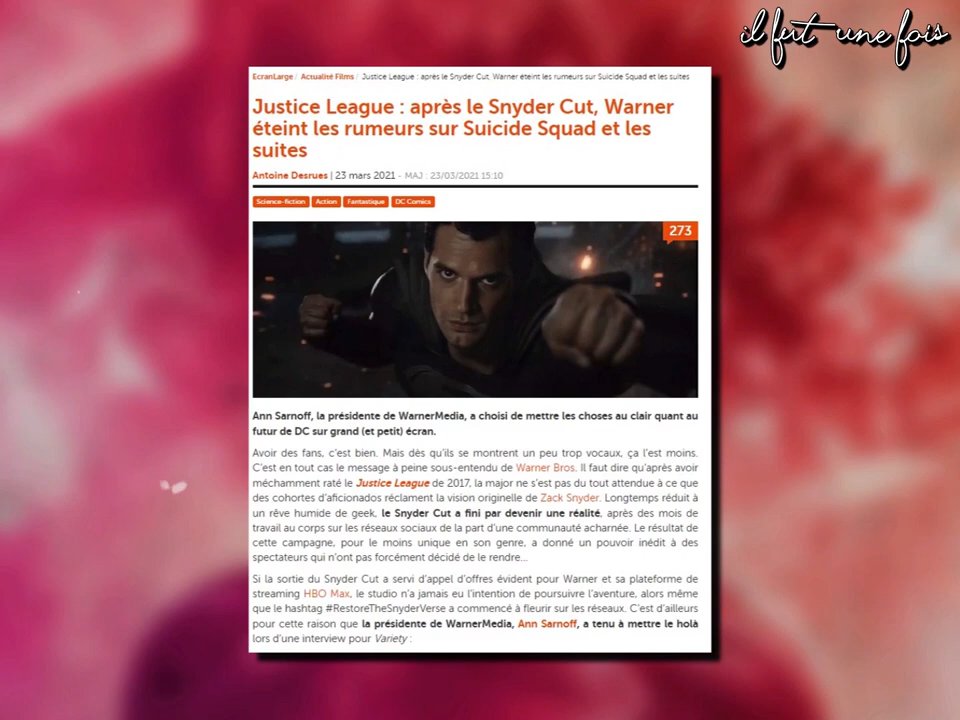 il fut une fois
EcranLarge / Actualité Films / Justice League : après le Snyder Cut, Warner éteint les rumeurs sur Suicide Squad et les suites
Justice League : après le Snyder Cut, Warner
éteint les rumeurs sur Suicide Squad et les
suites
Antoine Desrues | 23 mars 2021 - MAJ : 23/03/2021 15:10
Science-fiction Action Fantastique DC Comics
273
Ann Sarnoff, la présidente de WarnerMedia, a choisi de mettre les choses au clair quant au
futur de DC sur grand (et petit) écran.
Avoir des fans, c'est bien. Mais dès qu'ils se montrent un peu trop vocaux, ça l'est moins.
C'est en tout cas le message à peine sous-entendu de Warner Bros. Il faut dire qu'après avoir
méchamment raté le Justice League de 2017, la major ne s'est pas du tout attendue à ce que
des cohortes d'aficionados réclament la vision originelle de Zack Snyder. Longtemps réduit à
un rêve humide de geek, le Snyder Cut a fini par devenir une réalité, après des mois de
travail au corps sur les réseaux sociaux de la part d'une communauté acharnée. Le résultat de
cette campagne, pour le moins unique en son genre, a donné un pouvoir inédit à des
spectateurs qui n'ont pas forcément décidé de le rendre...
Si la sortie du Snyder Cut a servi d'appel d'offres évident pour Warner et sa plateforme de
streaming HBO Max, le studio n'a jamais eu l'intention de poursuivre l'aventure, alors même
que le hashtag #RestoreTheSnyderVerse a commencé à fleurir sur les réseaux. C'est d'ailleurs
pour cette raison que la présidente de WarnerMedia, Ann Sarnoff, a tenu à mettre le holà
lors d'une interview pour Variety :